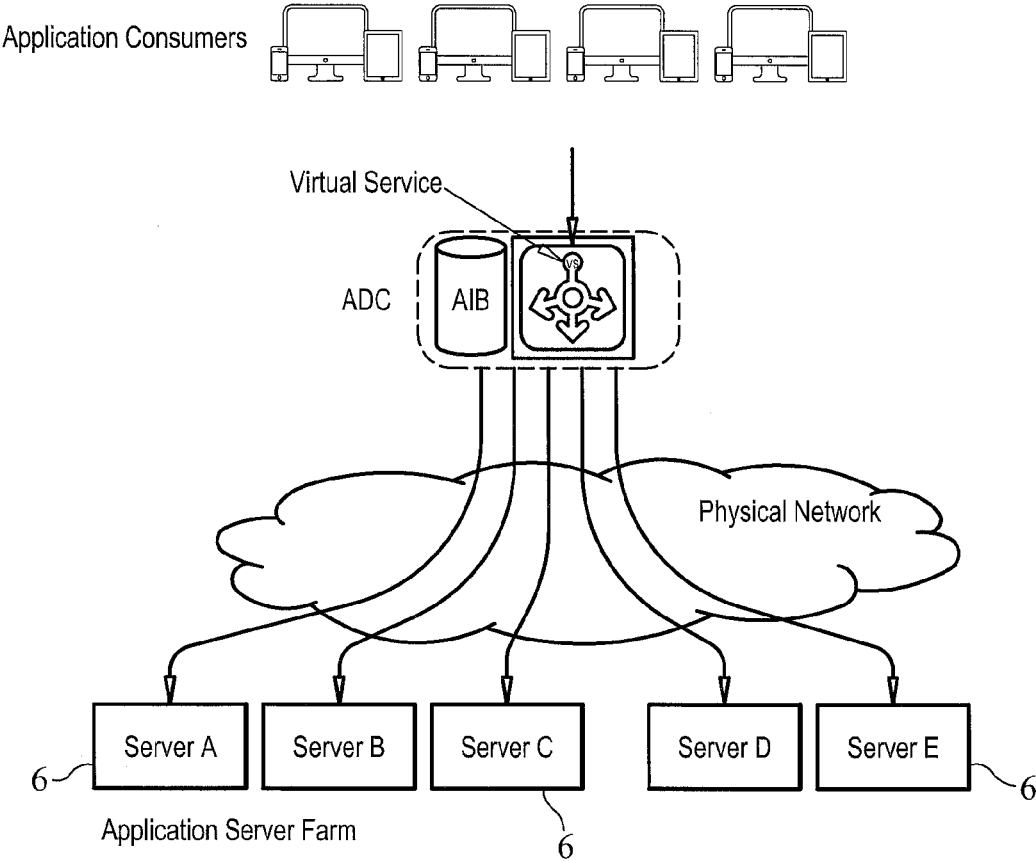 Application Consumers
Virtual Service
VS
ADC
AIB
Physical Network
Server A
Server B
Server C
Server D
Server E
6
6
6
Application Server Farm